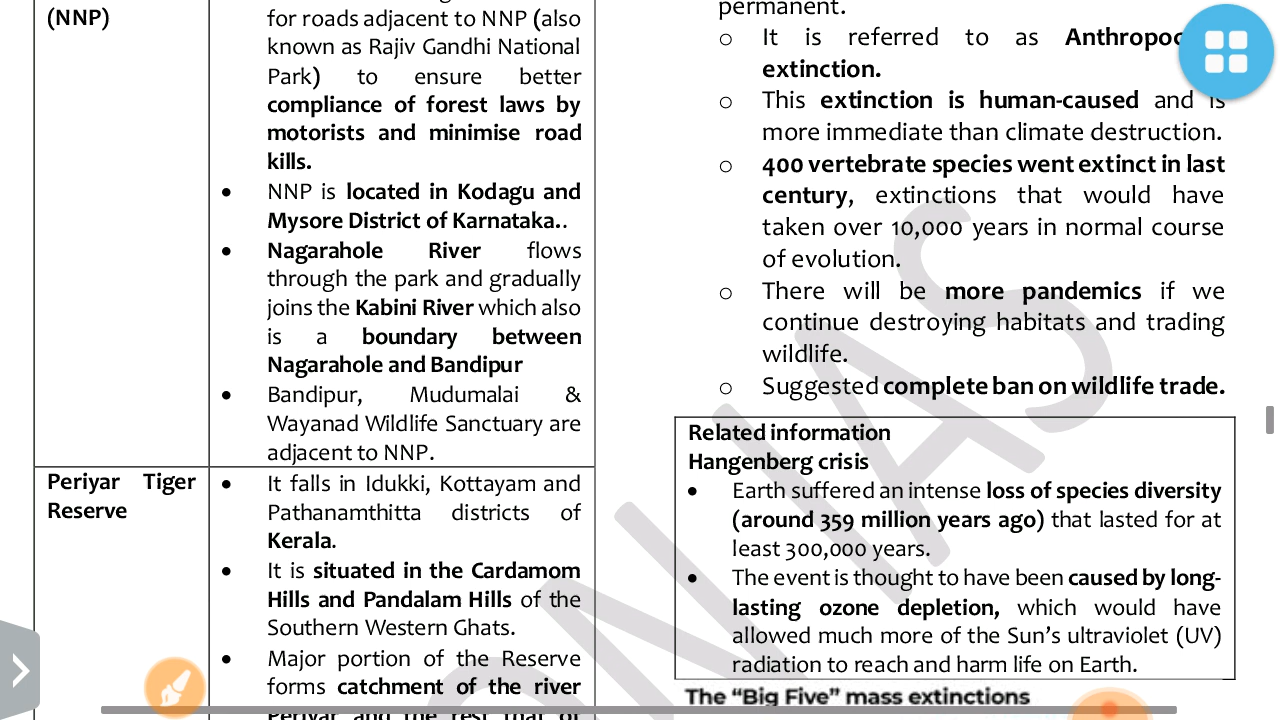 (NNP)
for roads adjacent to NNP (also
known as Rajiv Gandhi National
Park) to ensure better
compliance of forest laws by
motorists and minimise road
kills.
• NNP is located in Kodagu and
Mysore District of Karnataka..
• Nagarahole River flows
through the park and gradually
joins the Kabini River which also
is a boundary between
Nagarahole and Bandipur
• Bandipur, Mudumalai &
Wayanad Wildlife Sanctuary are
adjacent to NNP.
Periyar Tiger
Reserve
• It falls in Idukki, Kottayam and
Pathanamthitta districts of
Kerala.
• It is situated in the Cardamom
Hills and Pandalam Hills of the
Southern Western Ghats.
• Major portion of the Reserve
forms catchment of the river
Periyar and the rest that of
permanent.
o It is referred to as
extinction.
o This extinction is human-caused and is
more immediate than climate destruction.
o 400 vertebrate species went extinct in last
century, extinctions that would have
taken over 10,000 years in normal course
of evolution.
o There will be more pandemics if we
continue destroying habitats and trading
wildlife.
o Suggested complete ban on wildlife trade.
Related information
Hangenberg crisis
• Earth suffered an intense loss of species diversity
(around 359 million years ago) that lasted for at
least 300,000 years.
• The event is thought to have been caused by long-
lasting ozone depletion, which would have
allowed much more of the Sun's ultraviolet (UV)
radiation to reach and harm life on Earth.
The “Big Five” mass extinctions
ON IAS